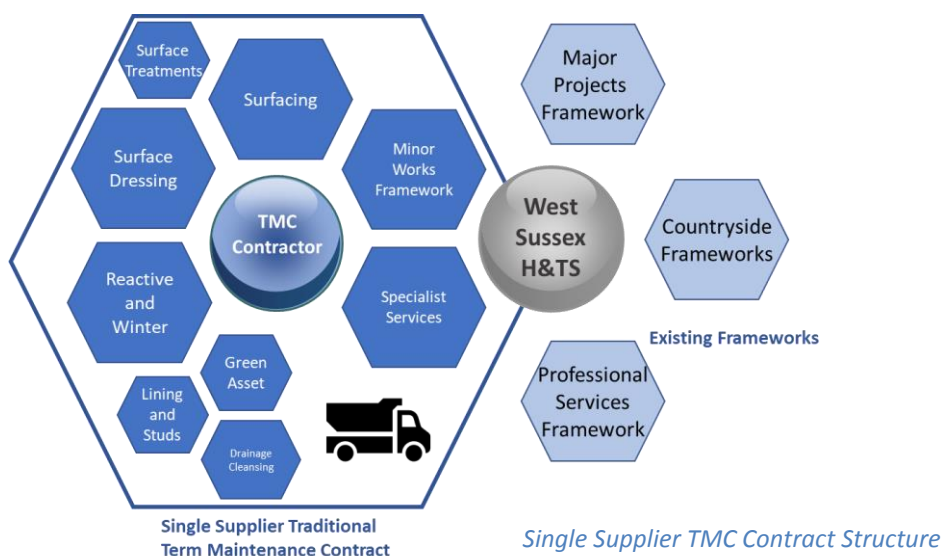 Surface
Treatments
Surfacing
Surface
Dressing
Minor
Works
Framework
TMC
Contractor
Reactive
and
Winter
Specialist
Services
Green
Asset
Lining
and
Studs
Drainage
Cleansing
Single Supplier Traditional
Term Maintenance Contract
West
Sussex
H&TS
Major
Projects
Framework
Countryside
Frameworks
Existing Frameworks
Professional
Services
Framework
Single Supplier TMC Contract Structure